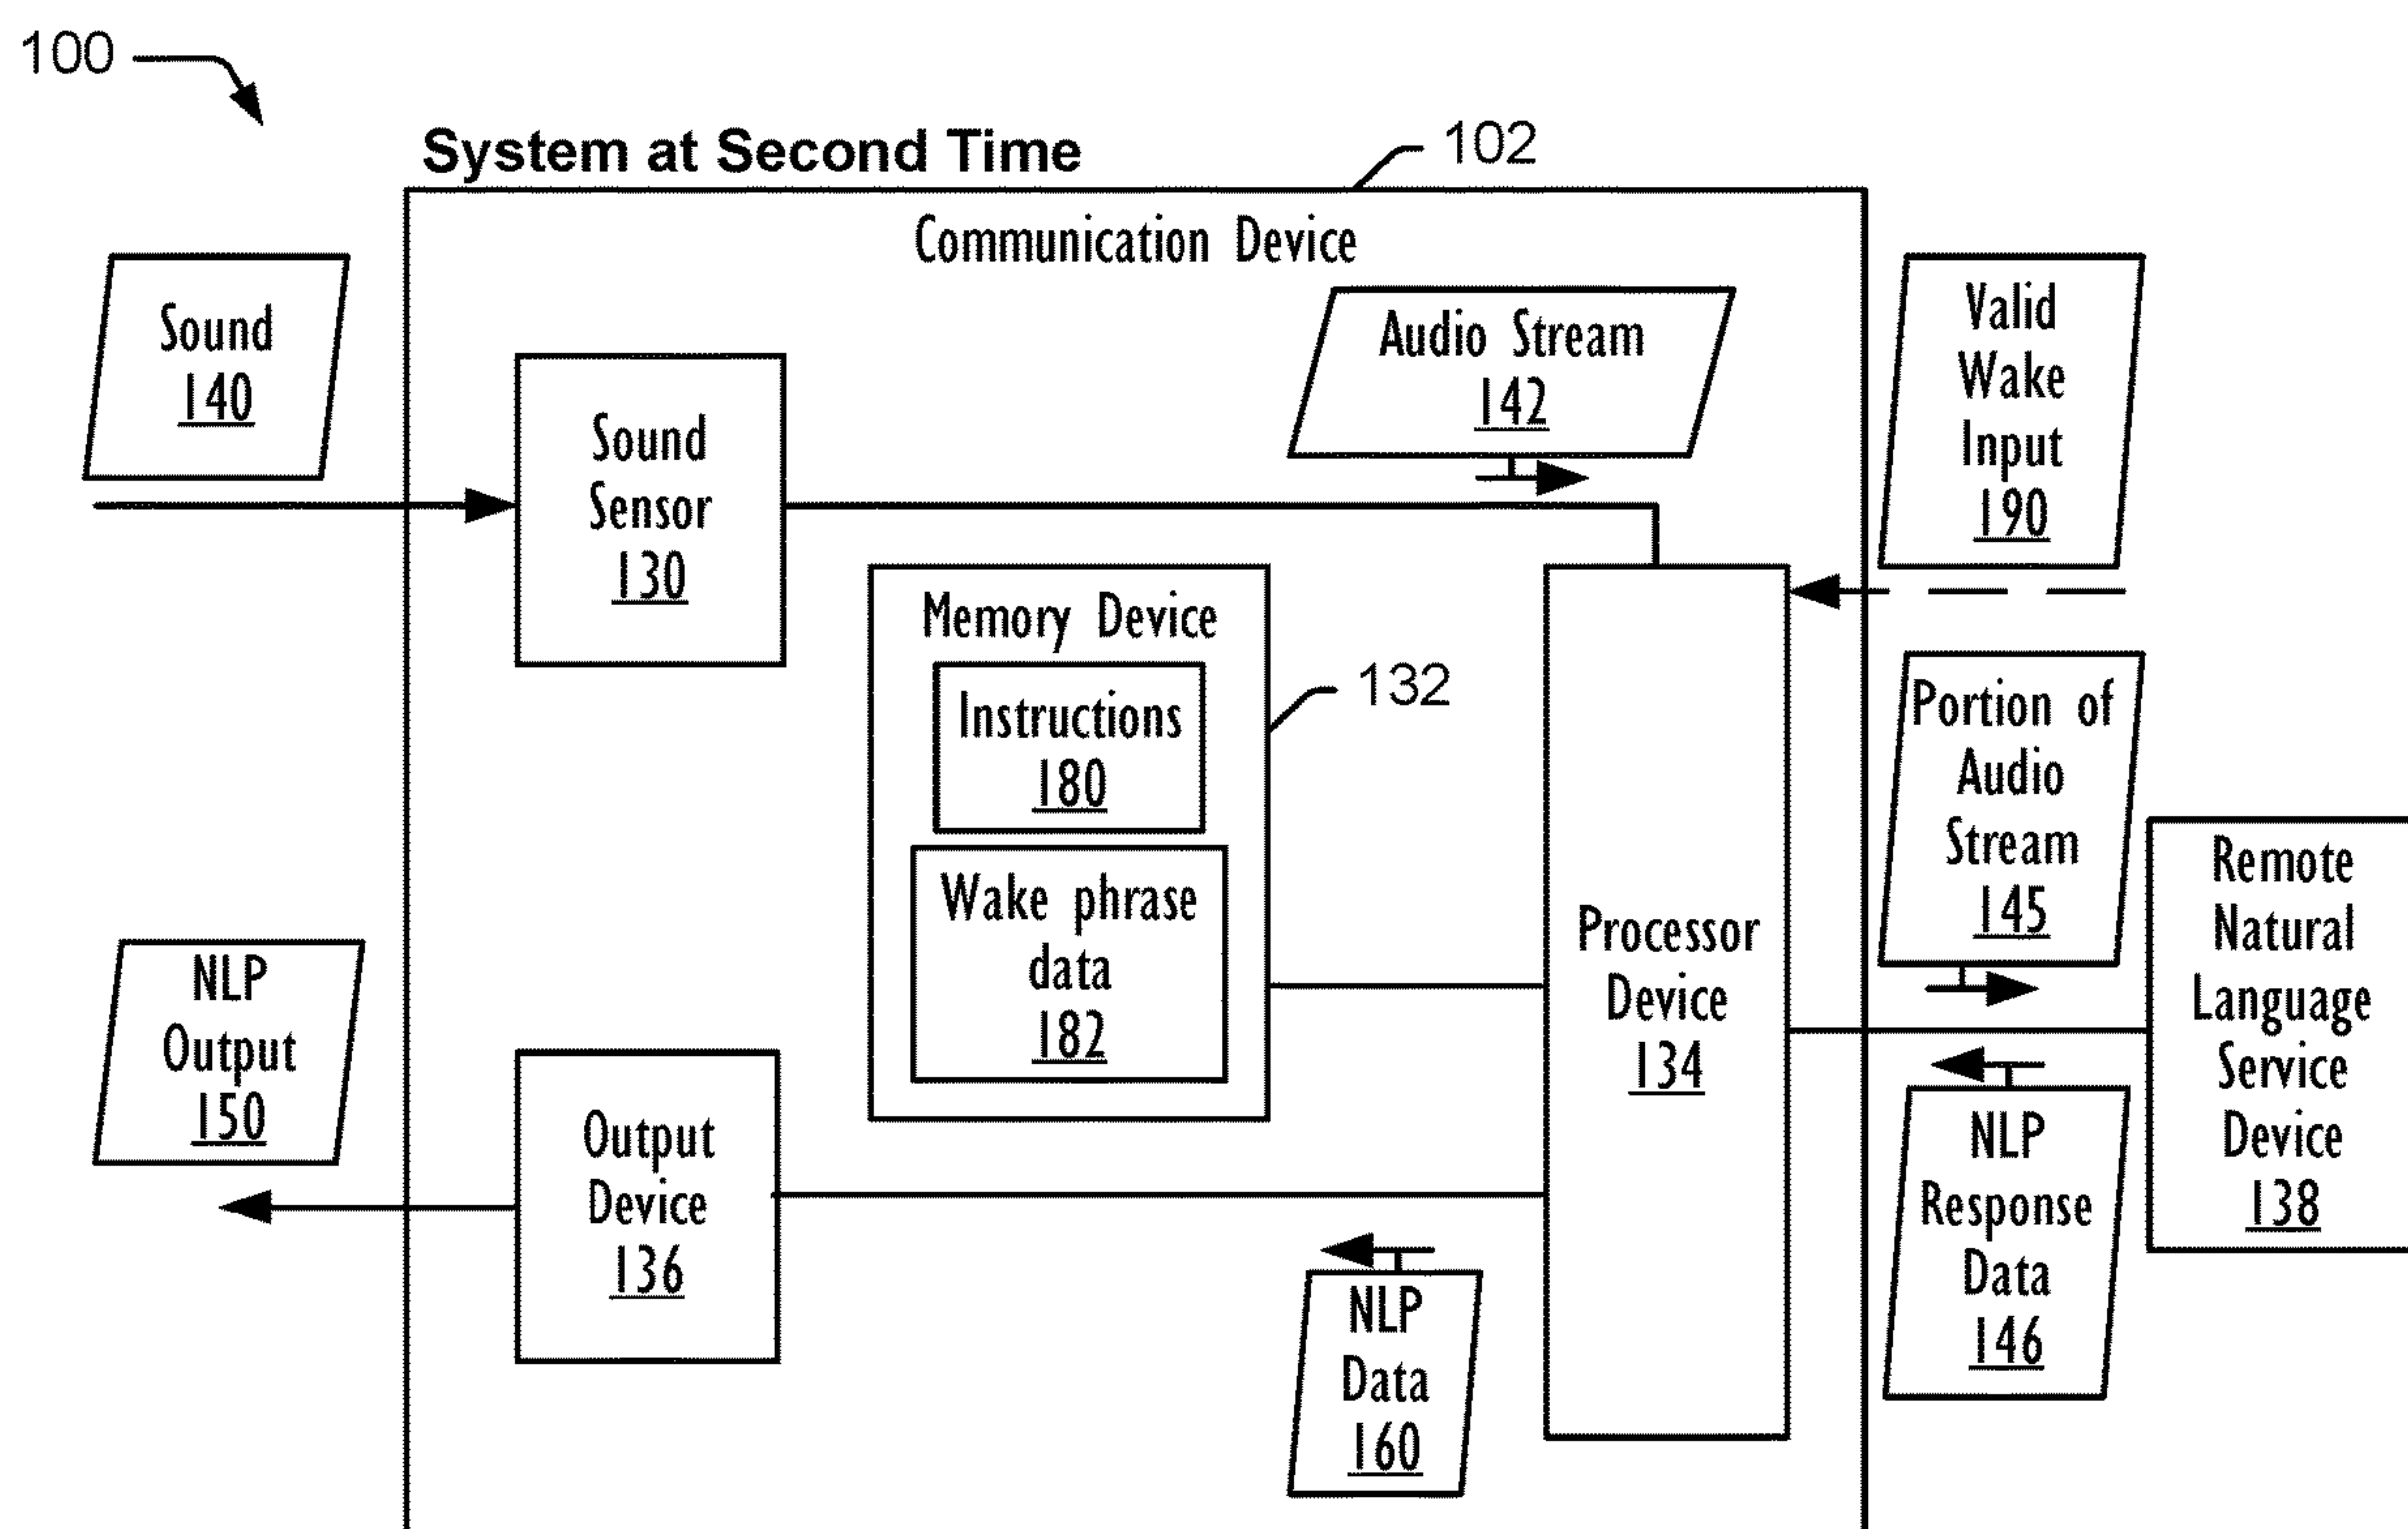 100
System at Second Time
102
Communication Device
Sound
140
Sound
Sensor
130
Audio Stream
142
Valid
Wake
Input
190
Memory Device
132
Instructions
180
Wake phrase
data
182
Processor
Device
134
Portion of
Audio
Stream
145
Remote
Natural
Language
Service
Device
138
NLP
Output
150
Output
Device
136
NLP
Data
160
NLP
Response
Data
146